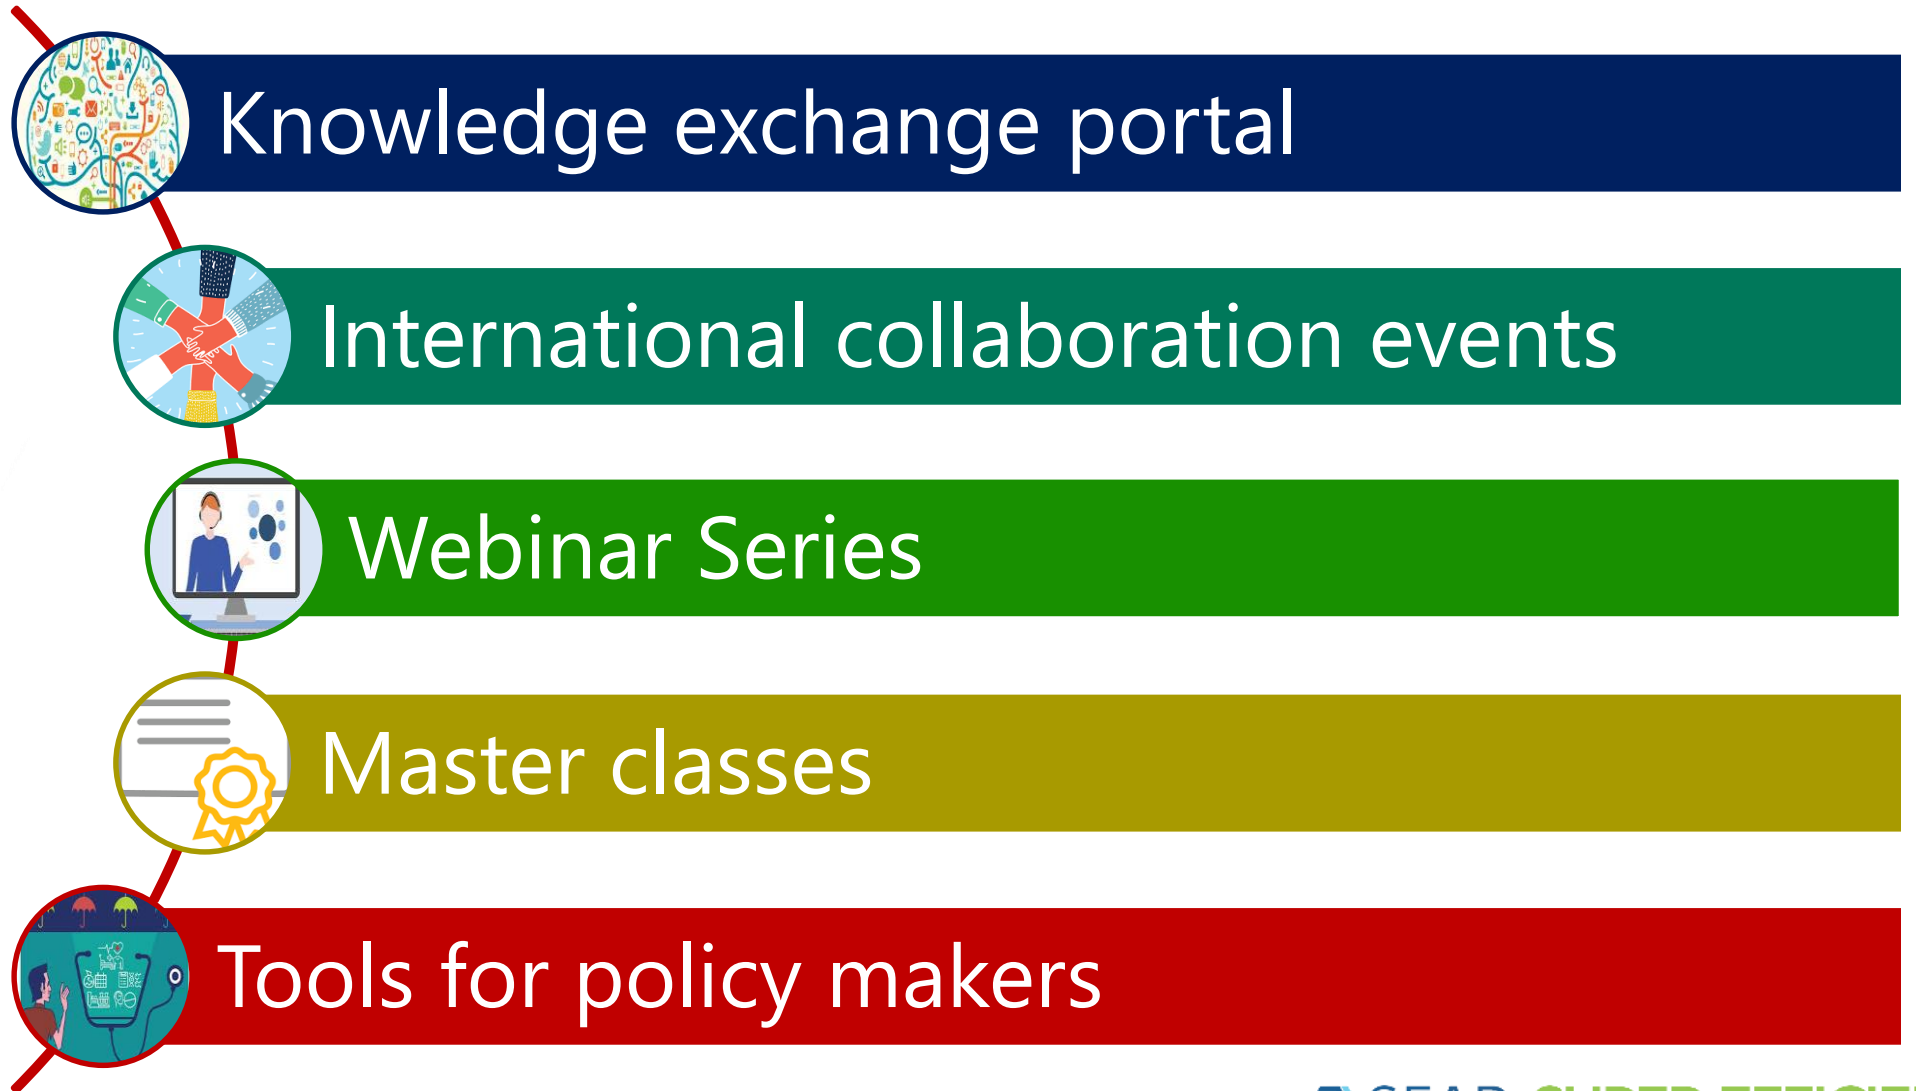 Knowledge exchange portal
International collaboration events
Webinar Series
Master classes
Tools for policy makers